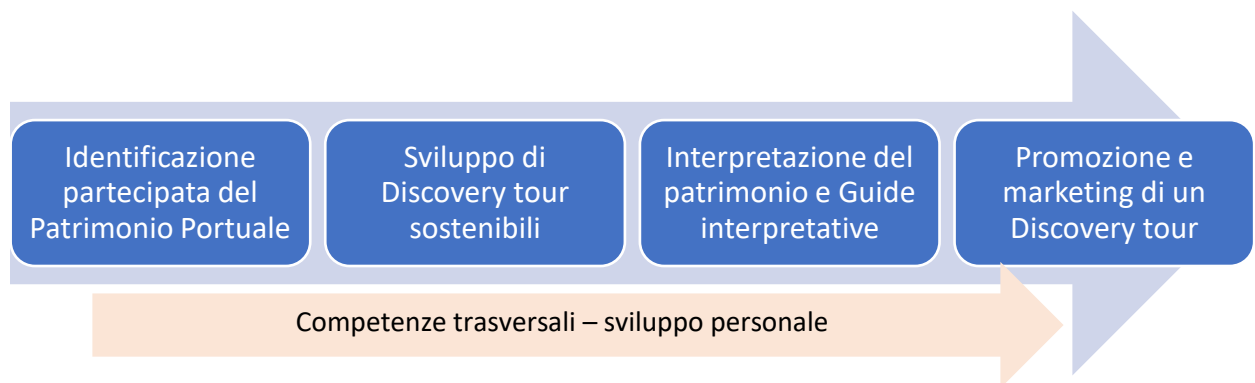 Identificazione
partecipata del
Patrimonio Portuale
Sviluppo di
Discovery tour
sostenibili
Interpretazione del
patrimonio e Guide
interpretative
Promozione e
marketing di un
Discovery tour
Competenze trasversali – sviluppo personale